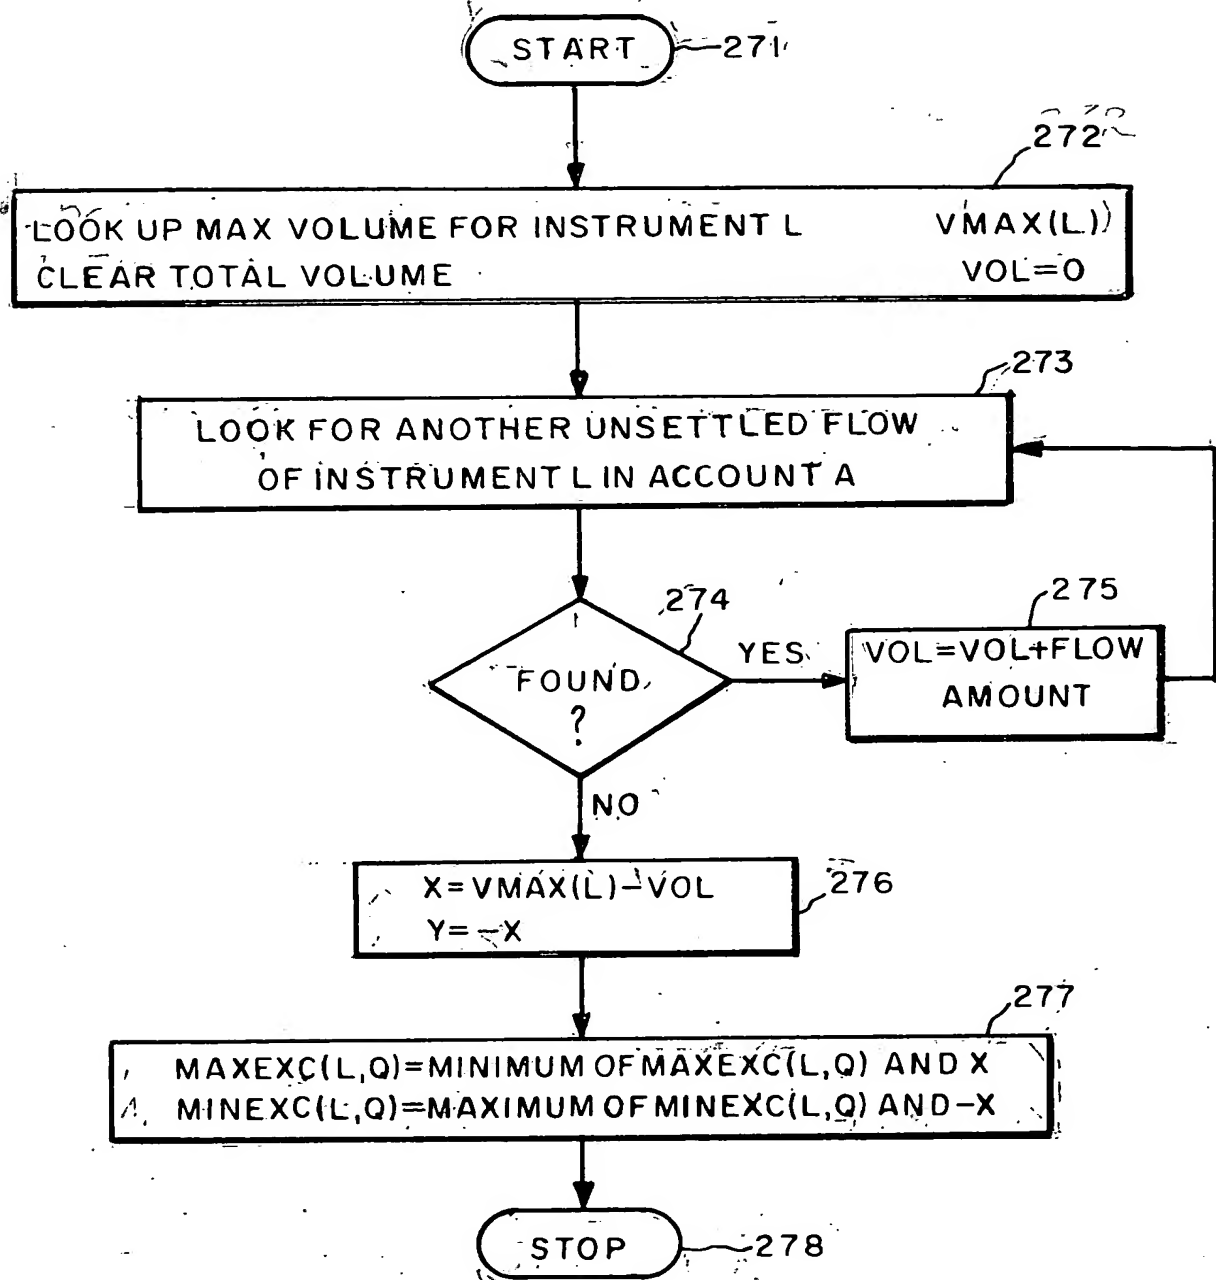 START
271
272
LOOK UP MAX VOLUME FOR INSTRUMENT L VMAX(L)
CLEAR TOTAL VOLUME VOL=0
273
LOOK FOR ANOTHER UNSETTLED FLOW
OF INSTRUMENT L IN ACCOUNT A
274
FOUND
?
YES
275
VOL=VOL+FLOW
AMOUNT
NO
X=VMAX(L)-VOL
Y=-X
276
277
MAXEXC(L,Q)=MINIMUM OF MAXEXC(L,Q) AND X
MINEXC(L,Q)=MAXIMUM OF MINEXC(L,Q) AND-X
STOP
278